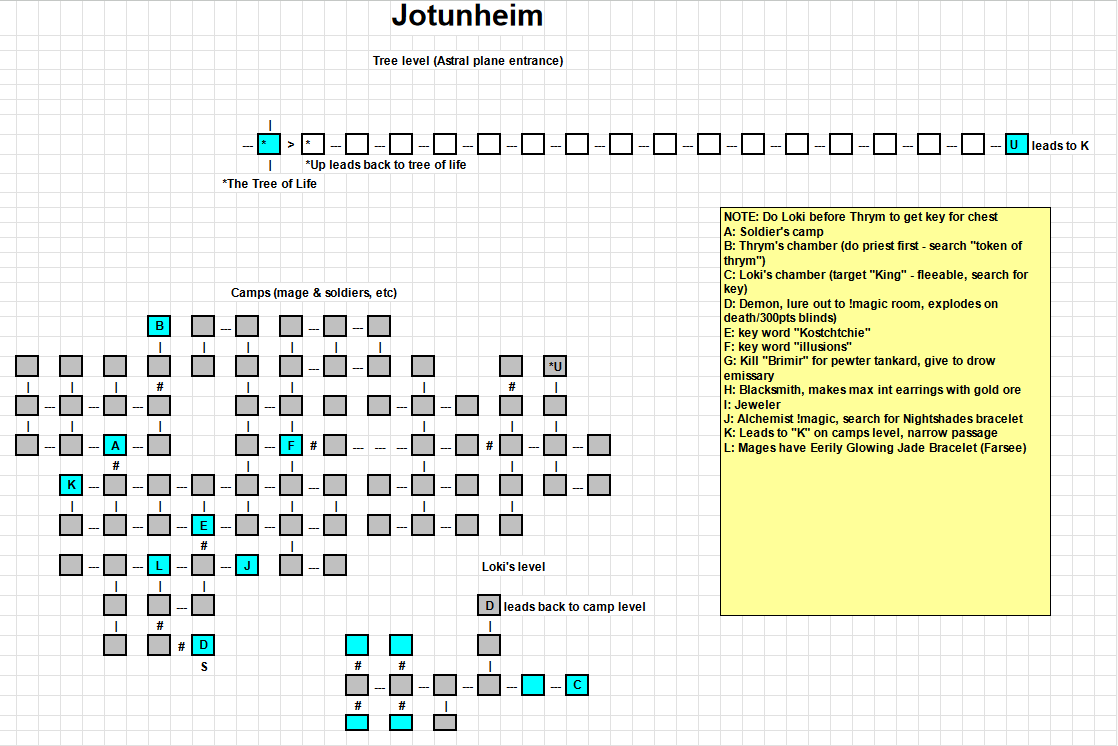 Jotunheim
Tree level (Astral plane entrance)
|
--- * > * --- --- --- --- --- --- --- --- --- --- --- --- --- --- --- --- U leads to K
| *Up leads back to tree of life
*The Tree of Life
NOTE: Do Loki before Thrym to get key for chest
A: Soldier's camp
B: Thrym's chamber (do priest first - search "token of
thrym")
C: Loki's chamber (target "King" - fleeable, search for
key)
D: Demon, lure out to !magic room, explodes on
death/300pts blinds)
E: key word "Kostchtchie"
F: key word "illusions"
G: Kill "Brimir" for pewter tankard, give to drow
emissary
H: Blacksmith, makes max int earrings with gold ore
I: Jeweler
J: Alchemist !magic, search for Nightshades bracelet
K: Leads to "K" on camps level, narrow passage
L: Mages have Eerily Glowing Jade Bracelet (Farsee)
Camps (mage & soldiers, etc)
B --- --- ---
| | | | | |
--- --- *U
| | | # | | | # |
--- --- --- --- --- ---
| | | | | | | | |
--- --- A --- --- F # --- --- --- --- # --- ---
# | | | | |
K --- --- --- --- --- --- --- --- ---
| | | | | | | | |
--- --- --- E --- --- --- --- ---
# |
--- --- L --- --- J ---
| | |
---
| #
# D
S
Loki's level
D leads back to camp level
|
# # |
--- --- --- --- --- C
# # |